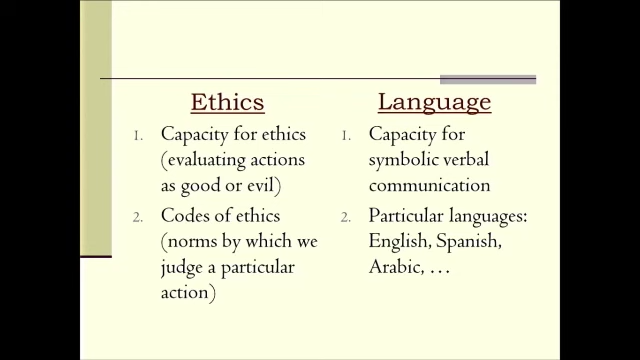 Ethics
1. Capacity for ethics
(evaluating actions
as good or evil)
2. Codes of ethics
(norms by which we
judge a particular
action)
Language
1. Capacity for
symbolic verbal
communication
2. Particular languages:
English, Spanish,
Arabic, …